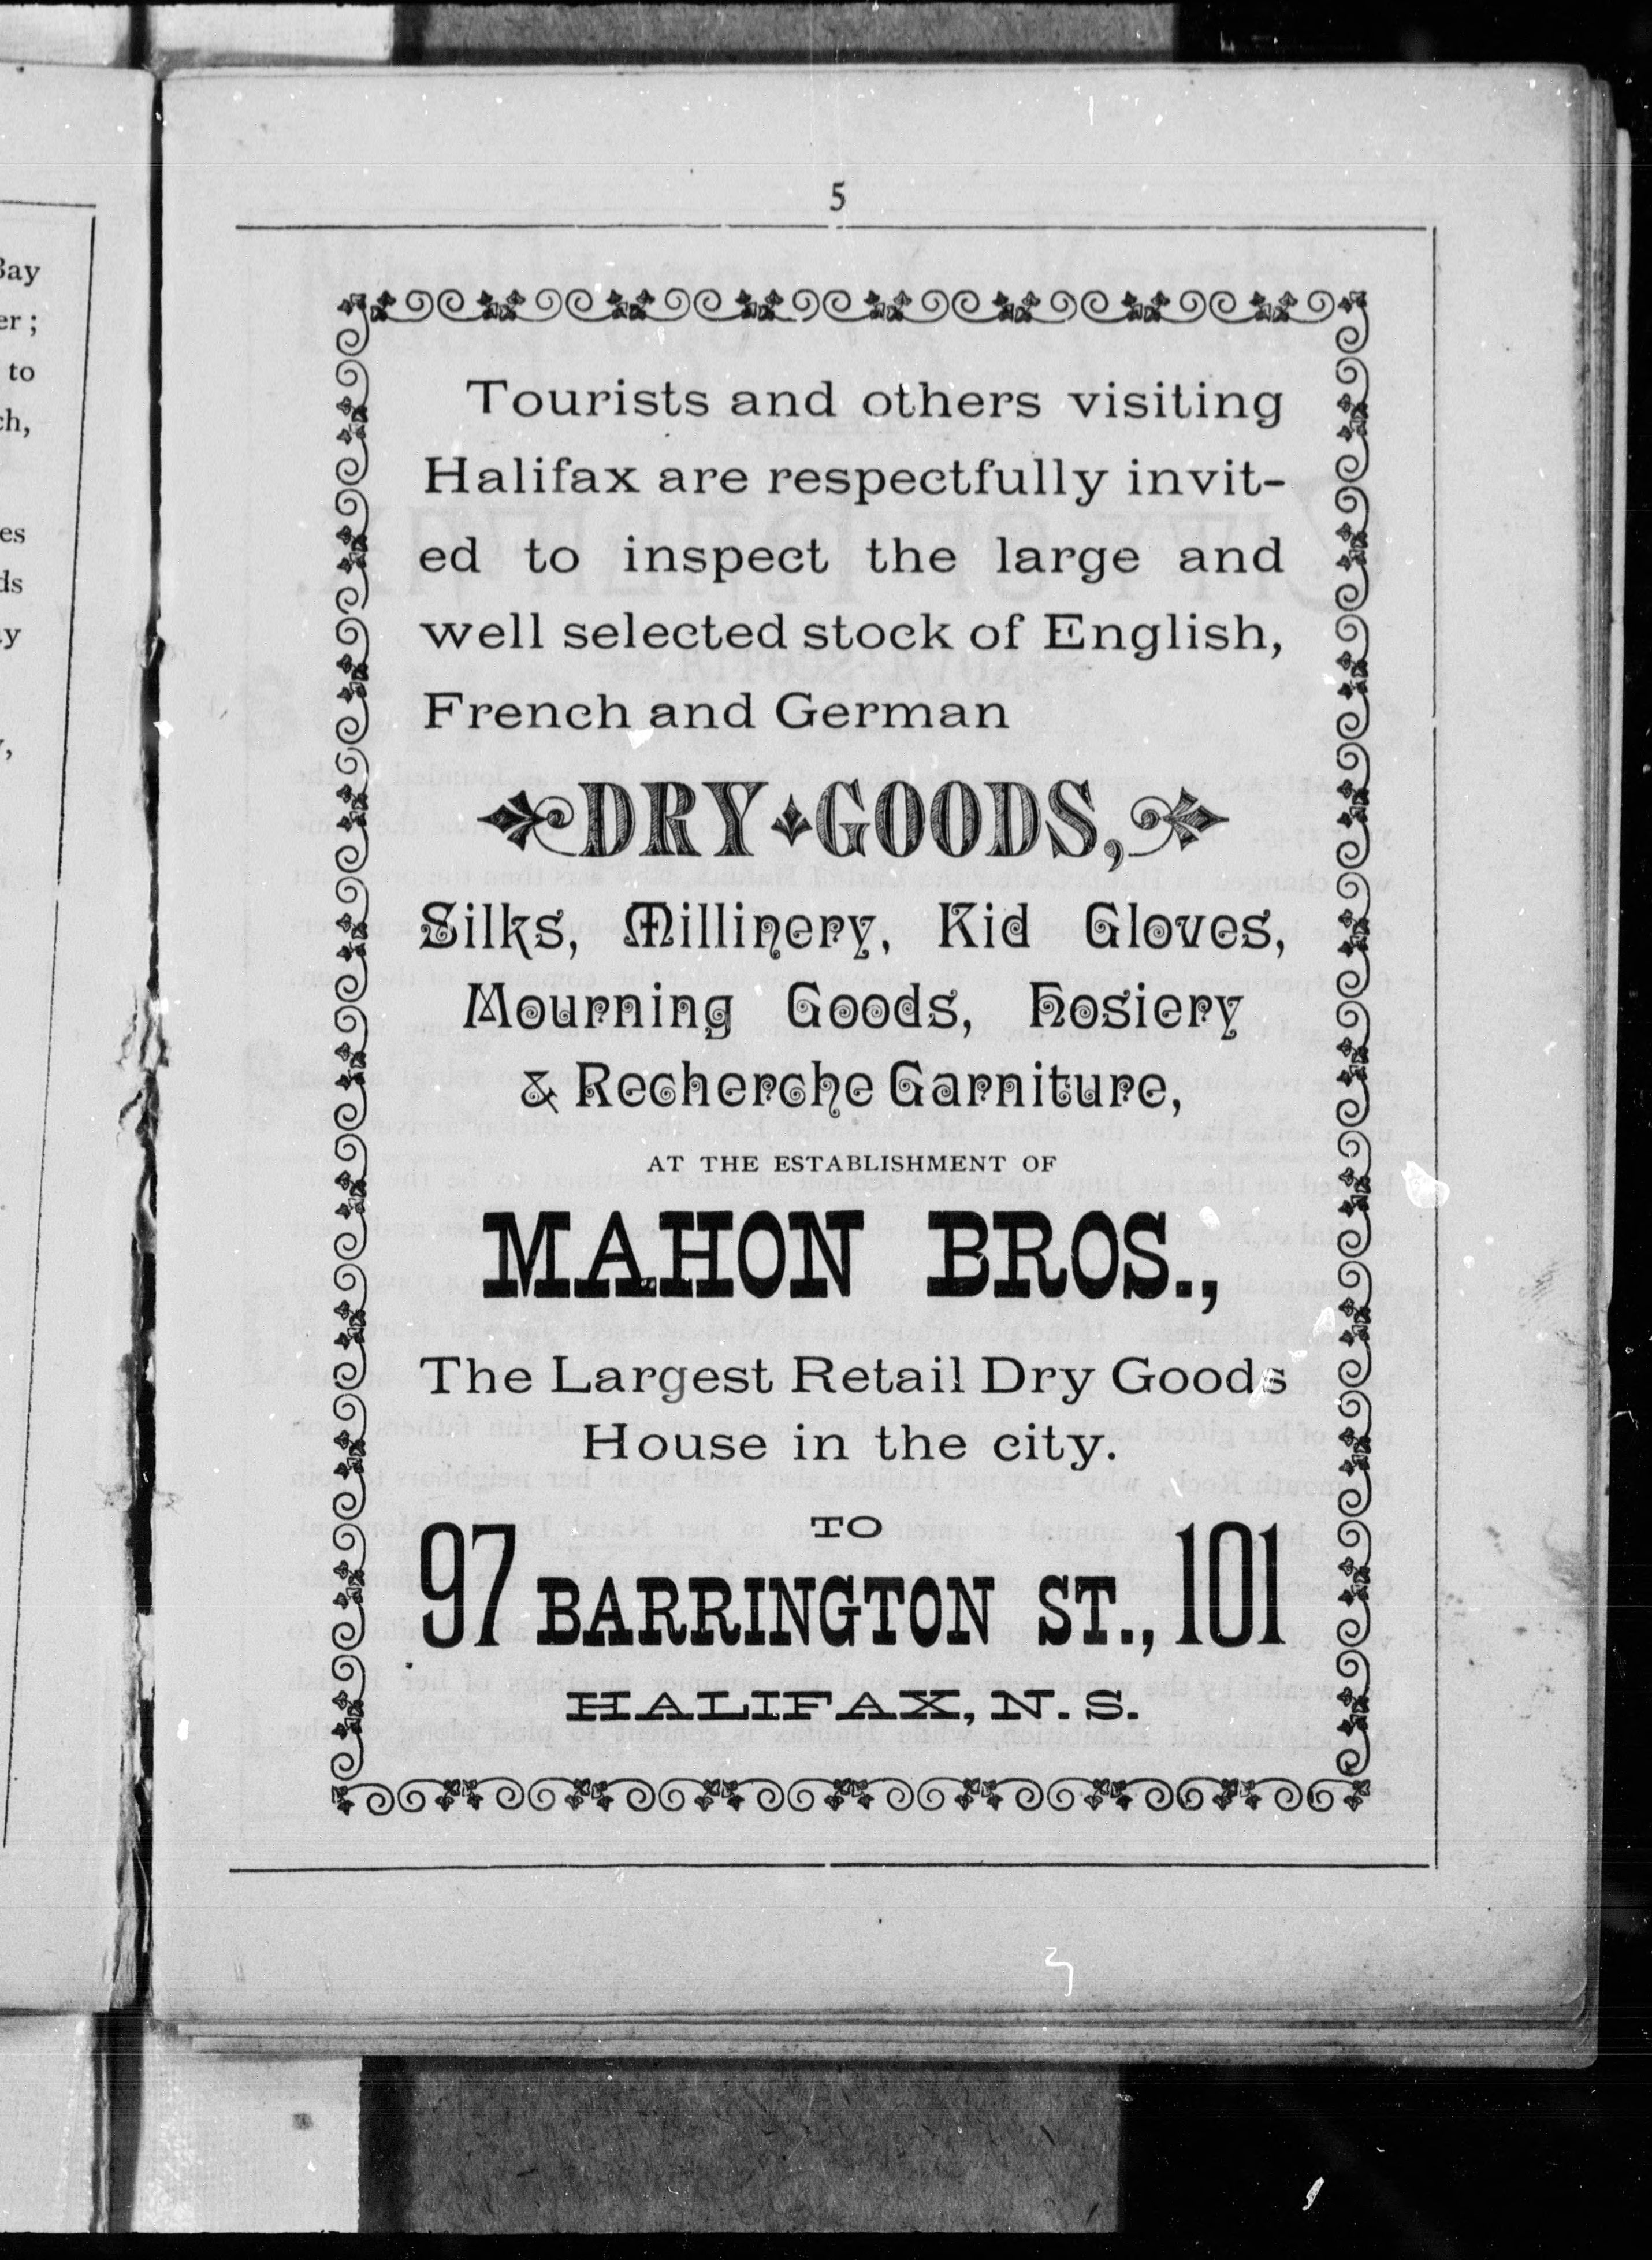 5
Tourists and others visiting
Halifax are respectfully invit-
ed to inspect the large and
well selected stock of English,
French and German
DRY GOODS,
Silks, Millinery, Kid Gloves,
Mourning Goods, Hosiery
& Recherche Garniture,
AT THE ESTABLISHMENT OF
MAHON BROS.,
The Largest Retail Dry Goods
House in the city.
TO
97 BARRINGTON ST., 101
HALIFAX, N. S.